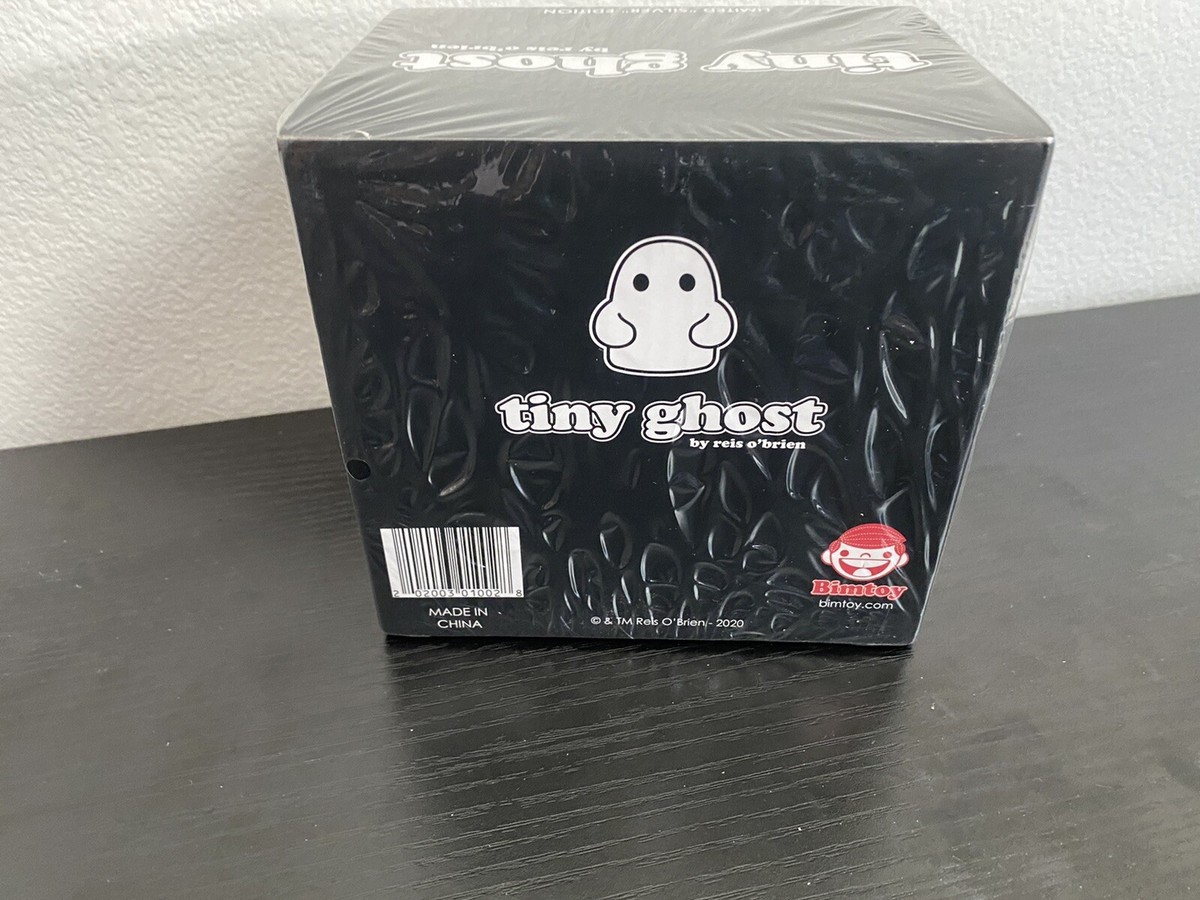 LIMITED "SILVER" EDITION
tiny ghost
by reis o'brien
tiny ghost
by reis o'brien
2 02003 01002 8
MADE IN
CHINA
© & TM Reis O'Brien - 2020
Bimtoy
bimtoy.com